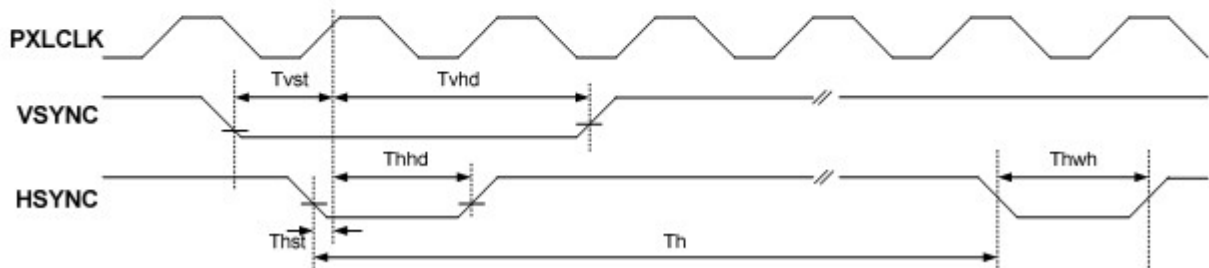 PXLCLK
Tvst Tvhd
VSYNC
Thhd Thwh
HSYNC
Thst Th